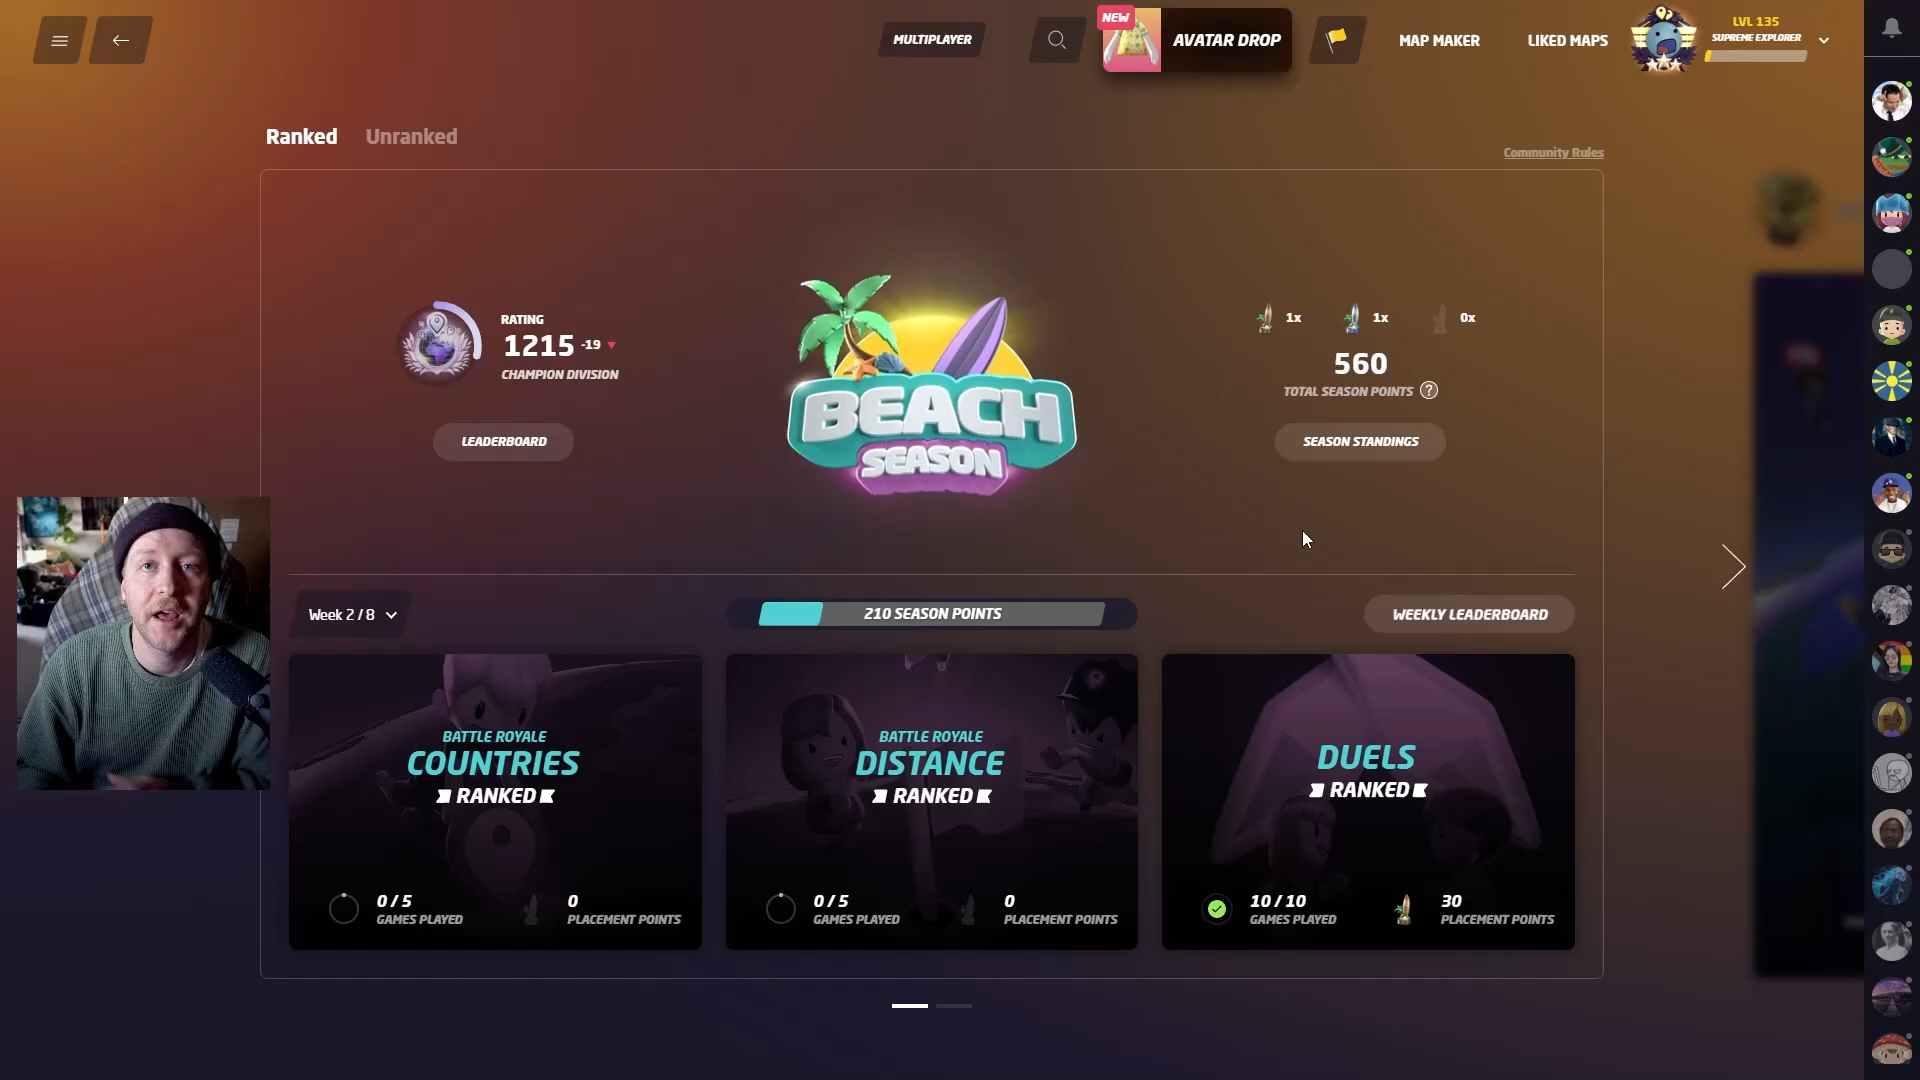 MULTIPLAYER
NEW
AVATAR DROP
MAP MAKER
LIKED MAPS
LVL 135
SUPREME EXPLORER
Ranked
Unranked
Community Rules
RATING
1215 -19
CHAMPION DIVISION
LEADERBOARD
BEACH
SEASON
1x
1x
0x
560
TOTAL SEASON POINTS ?
SEASON STANDINGS
Week 2 / 8
210 SEASON POINTS
WEEKLY LEADERBOARD
BATTLE ROYALE
COUNTRIES
RANKED
0 / 5
GAMES PLAYED
0
PLACEMENT POINTS
BATTLE ROYALE
DISTANCE
RANKED
0 / 5
GAMES PLAYED
0
PLACEMENT POINTS
DUELS
RANKED
10 / 10
GAMES PLAYED
30
PLACEMENT POINTS